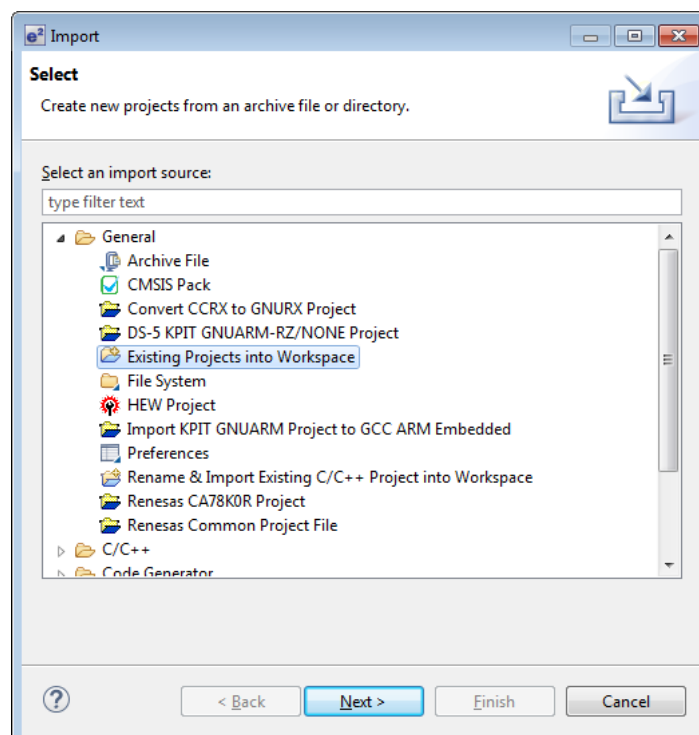 e² Import
Select
Create new projects from an archive file or directory.
Select an import source:
type filter text
General
Archive File
CMSIS Pack
Convert CCRX to GNURX Project
DS-5 KPIT GNUARM-RZ/NONE Project
Existing Projects into Workspace
File System
HEW Project
Import KPIT GNUARM Project to GCC ARM Embedded
Preferences
Rename & Import Existing C/C++ Project into Workspace
Renesas CA78K0R Project
Renesas Common Project File
C/C++
Code Generator
? < Back Next > Finish Cancel